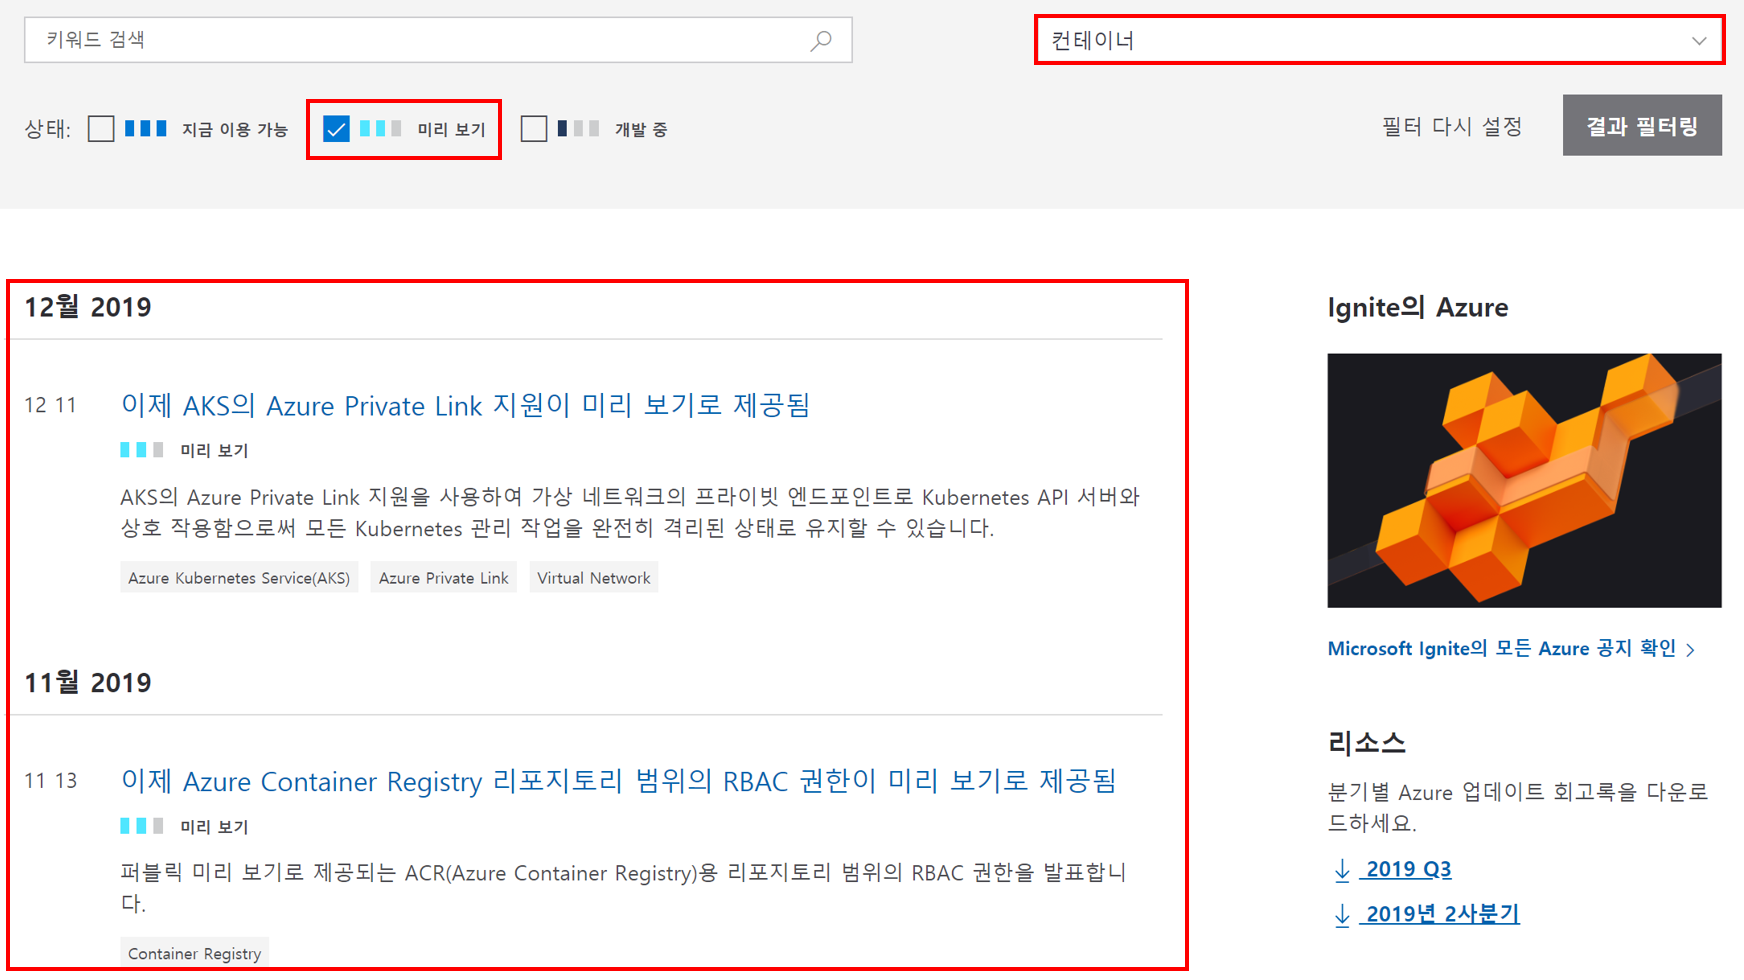 키워드 검색
컨테이너
상태:
지금 이용 가능
미리 보기
개발 중
필터 다시 설정
결과 필터링
12월 2019
12 11
이제 AKS의 Azure Private Link 지원이 미리 보기로 제공됨
미리 보기
AKS의 Azure Private Link 지원을 사용하여 가상 네트워크의 프라이빗 엔드포인트로 Kubernetes API 서버와
상호 작용함으로써 모든 Kubernetes 관리 작업을 완전히 격리된 상태로 유지할 수 있습니다.
Azure Kubernetes Service(AKS)
Azure Private Link
Virtual Network
11월 2019
11 13
이제 Azure Container Registry 리포지토리 범위의 RBAC 권한이 미리 보기로 제공됨
미리 보기
퍼블릭 미리 보기로 제공되는 ACR(Azure Container Registry)용 리포지토리 범위의 RBAC 권한을 발표합니
다.
Container Registry
Ignite의 Azure
Microsoft Ignite의 모든 Azure 공지 확인
리소스
분기별 Azure 업데이트 회고록을 다운로
드하세요.
2019 Q3
2019년 2사분기